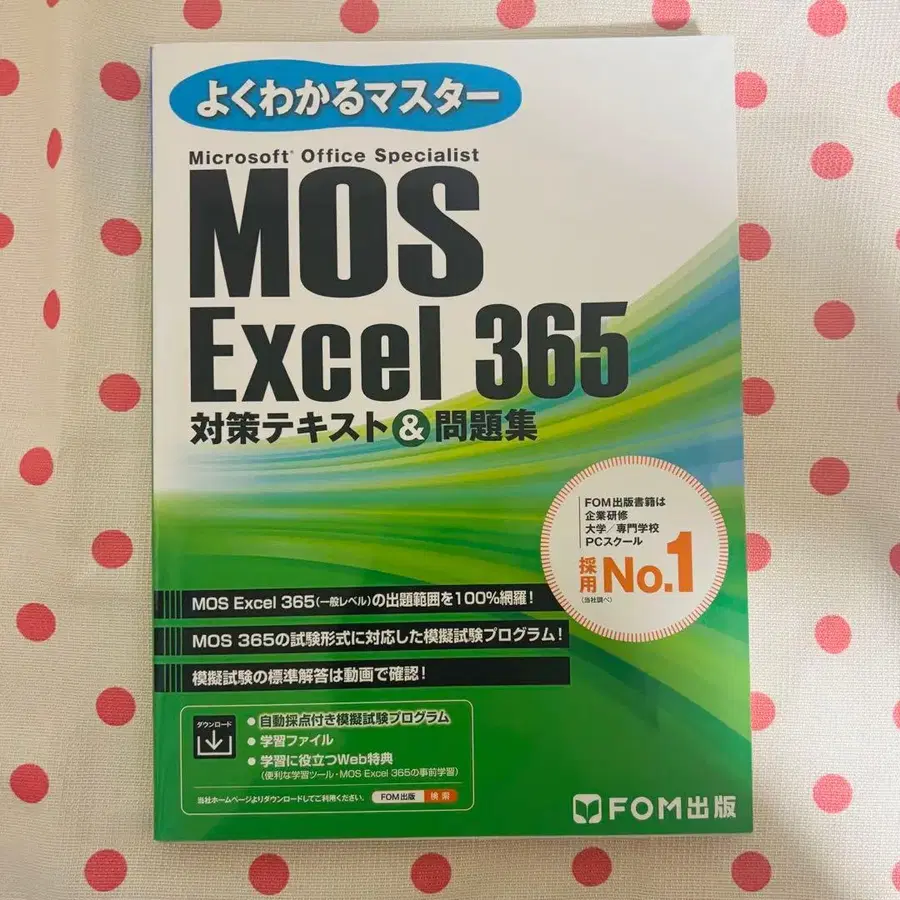 よくわかるマスター
Microsoft® Office Specialist
MOS
Excel 365
対策テキスト&問題集
FOM出版書籍は
企業研修
大学/専門学校
PCスクール
採用 No.1
(当社調べ)
MOS Excel 365(一般レベル)の出題範囲を100%網羅!
MOS 365の試験形式に対応した模擬試験プログラム!
模擬試験の標準解答は動画で確認!
ダウンロード
● 自動採点付き模擬試験プログラム
● 学習ファイル
● 学習に役立つWeb特典
(便利な学習ツール・MOS Excel 365の事前学習)
当社ホームページよりダウンロードしてご利用ください。 FOM出版 検索
FOM出版